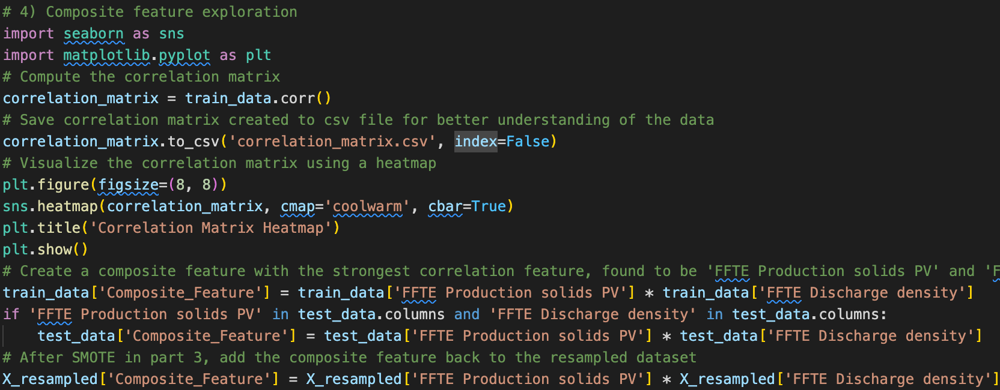 # 4) Composite feature exploration
import seaborn as sns
import matplotlib.pyplot as plt
# Compute the correlation matrix
correlation_matrix = train_data.corr()
# Save correlation matrix created to csv file for better understanding of the data
correlation_matrix.to_csv('correlation_matrix.csv', index=False)
# Visualize the correlation matrix using a heatmap
plt.figure(figsize=(8, 8))
sns.heatmap(correlation_matrix, cmap='coolwarm', cbar=True)
plt.title('Correlation Matrix Heatmap')
plt.show()
# Create a composite feature with the strongest correlation feature, found to be 'FFTE Production solids PV' and 'F
train_data['Composite_Feature'] = train_data['FFTE Production solids PV'] * train_data['FFTE Discharge density']
if 'FFTE Production solids PV' in test_data.columns and 'FFTE Discharge density' in test_data.columns:
    test_data['Composite_Feature'] = test_data['FFTE Production solids PV'] * test_data['FFTE Discharge density']
# After SMOTE in part 3, add the composite feature back to the resampled dataset
X_resampled['Composite_Feature'] = X_resampled['FFTE Production solids PV'] * X_resampled['FFTE Discharge density']